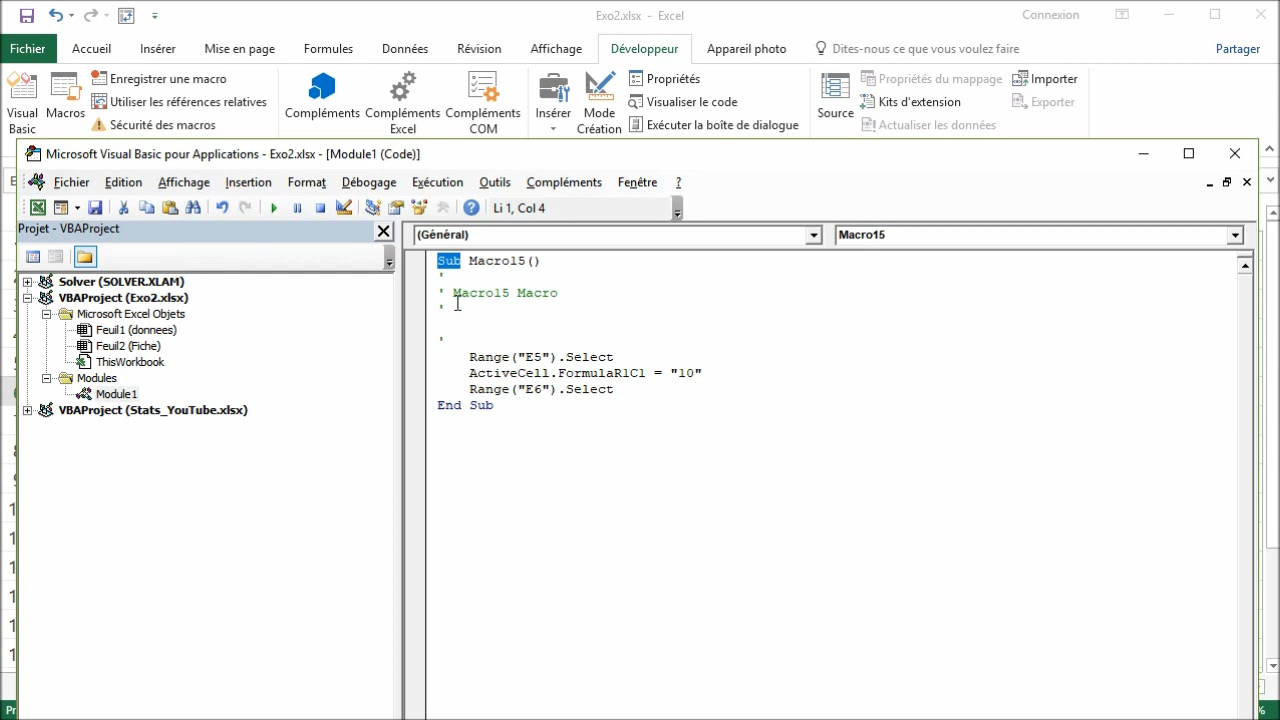 Exo2.xlsx - Excel
Connexion
Fichier Accueil Insérer Mise en page Formules Données Révision Affichage Développeur Appareil photo Dites-nous ce que vous voulez faire Partager
Visual Basic
Macros
Enregistrer une macro
Utiliser les références relatives
Sécurité des macros
Compléments
Compléments Excel
Compléments COM
Insérer
Mode Création
Propriétés
Visualiser le code
Exécuter la boîte de dialogue
Source
Propriétés du mappage
Kits d'extension
Actualiser les données
Importer
Exporter
Microsoft Visual Basic pour Applications - Exo2.xlsx - [Module1 (Code)]
Fichier Edition Affichage Insertion Format Débogage Exécution Outils Compléments Fenêtre ?
Li 1, Col 4
Projet - VBAProject
(Général)
Macro15
Solver (SOLVER.XLAM)
VBAProject (Exo2.xlsx)
Microsoft Excel Objets
Feuil1 (donnees)
Feuil2 (Fiche)
ThisWorkbook
Modules
Module1
VBAProject (Stats_YouTube.xlsx)
Sub Macro15()
'
' Macro15 Macro
'
'
Range("E5").Select
ActiveCell.FormulaR1C1 = "10"
Range("E6").Select
End Sub